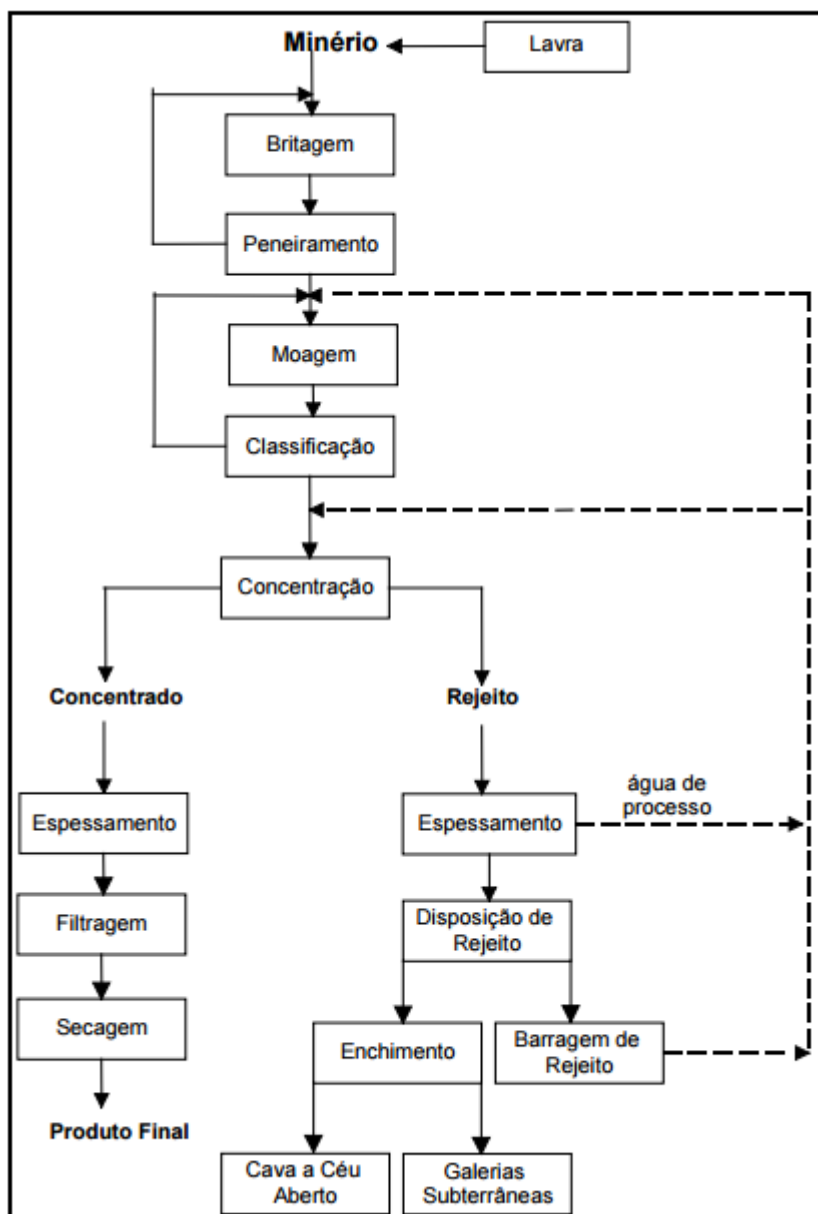 Minério
Lavra
Britagem
Peneiramento
Moagem
Classificação
Concentração
Concentrado
Rejeito
água de
processo
Espessamento
Espessamento
Filtragem
Disposição de
Rejeito
Secagem
Enchimento
Barragem de
Rejeito
Produto Final
Cava a Céu
Aberto
Galerias
Subterrâneas